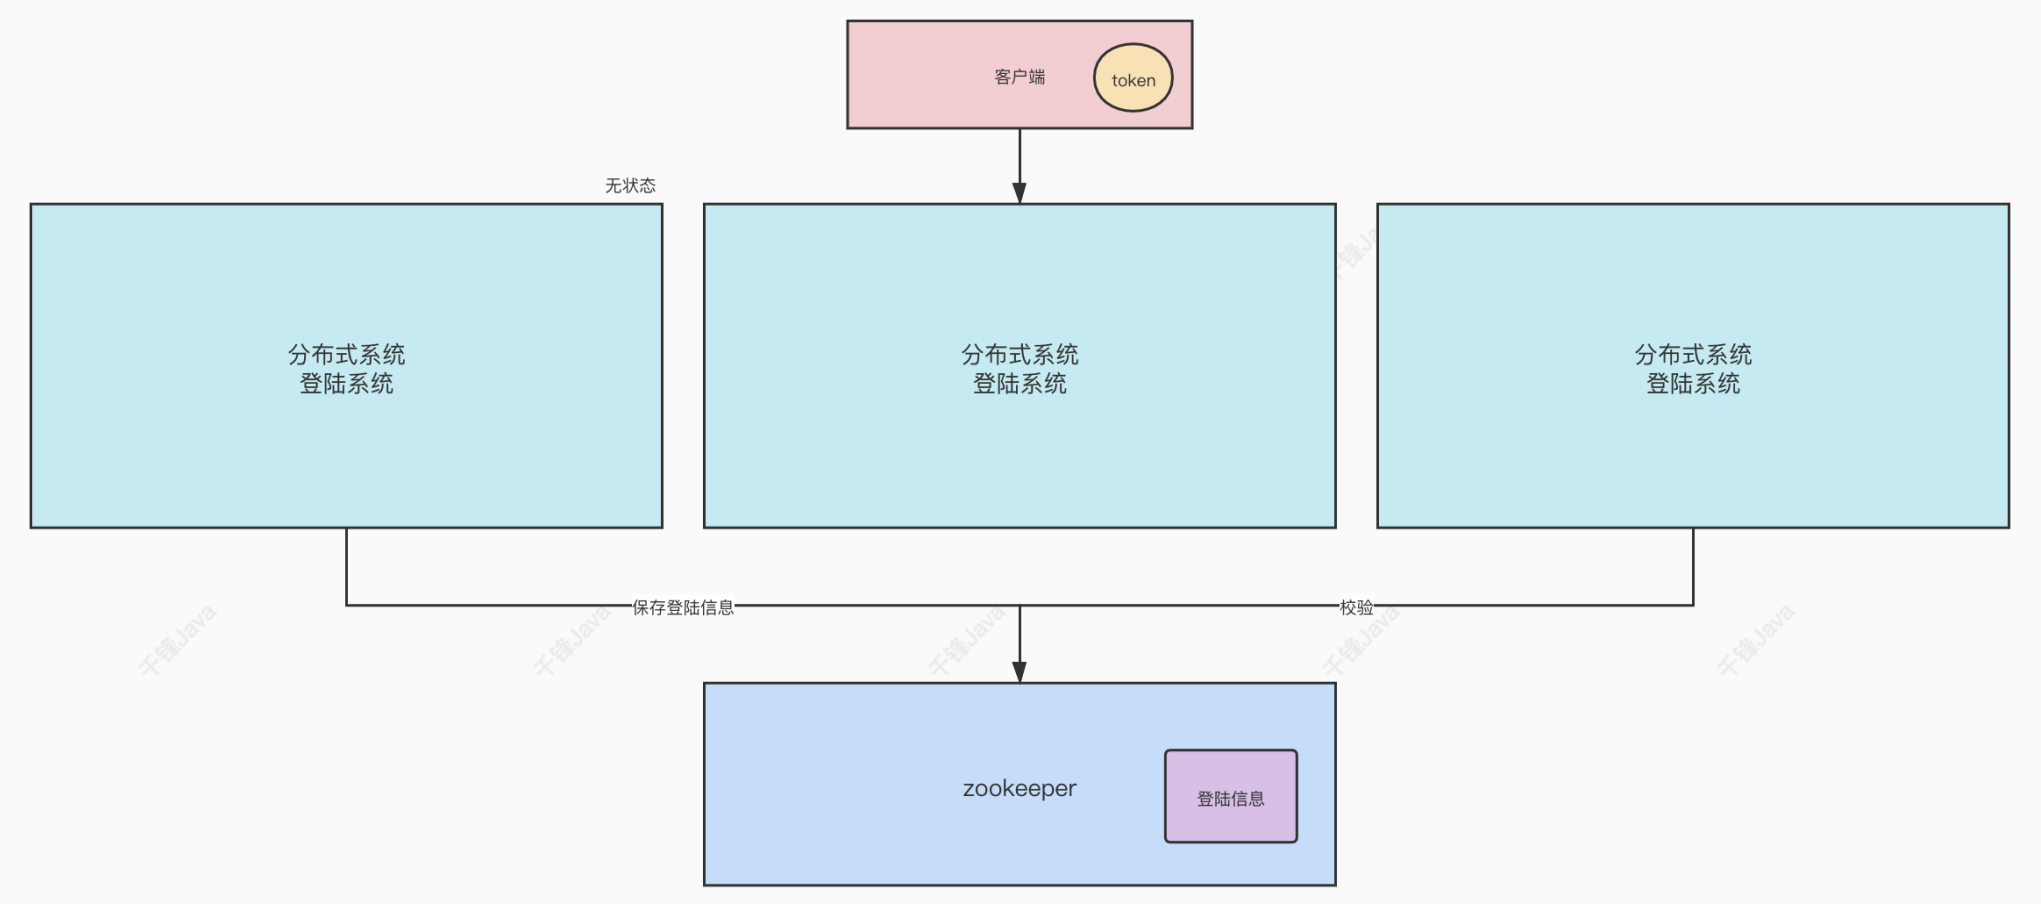 客户端
token
无状态
分布式系统
登陆系统
分布式系统
登陆系统
分布式系统
登陆系统
千锋Java
保存登陆信息
校验
千锋Java
千锋Java
千锋Java
千锋Java
千锋Java
zookeeper
登陆信息